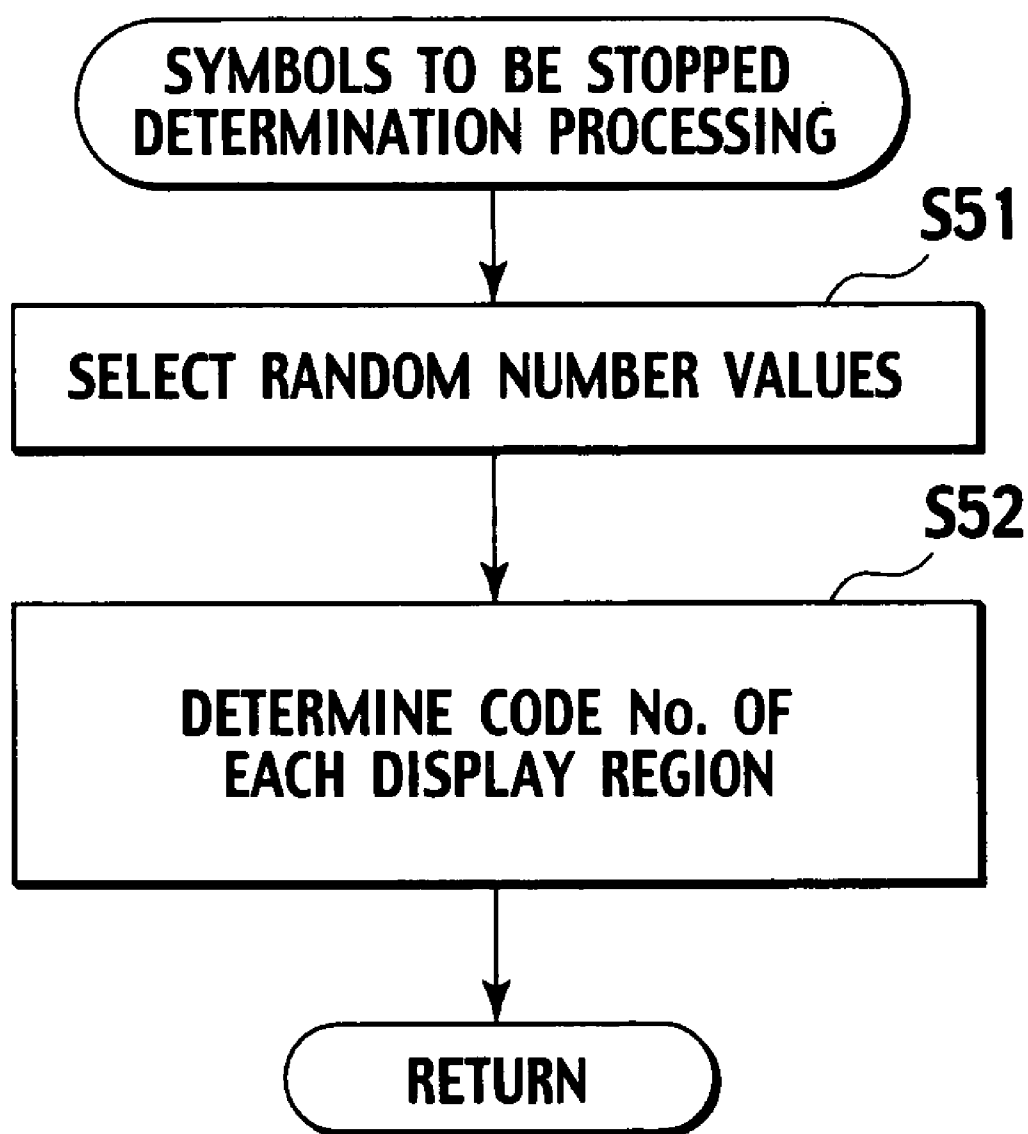 SYMBOLS TO BE STOPPED
DETERMINATION PROCESSING
S51
SELECT RANDOM NUMBER VALUES
S52
DETERMINE CODE No. OF
EACH DISPLAY REGION
RETURN